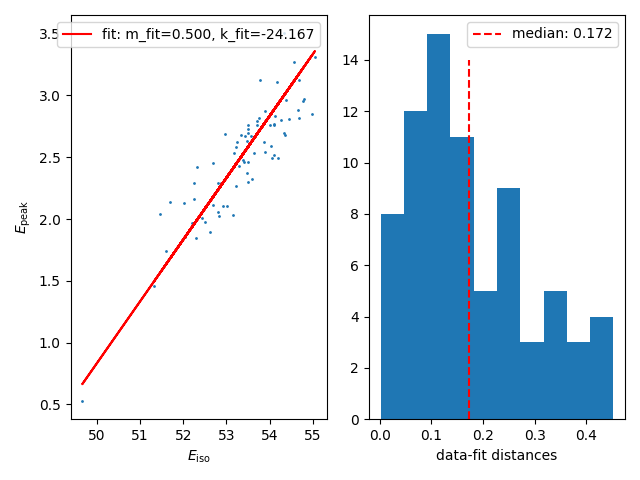 fit: m_fit=0.500, k_fit=-24.167
3.5
3.0
2.5
2.0
1.5
1.0
0.5
E_peak
50 51 52 53 54 55
E_iso
median: 0.172
14
12
10
8
6
4
2
0
0.0 0.1 0.2 0.3 0.4
data-fit distances